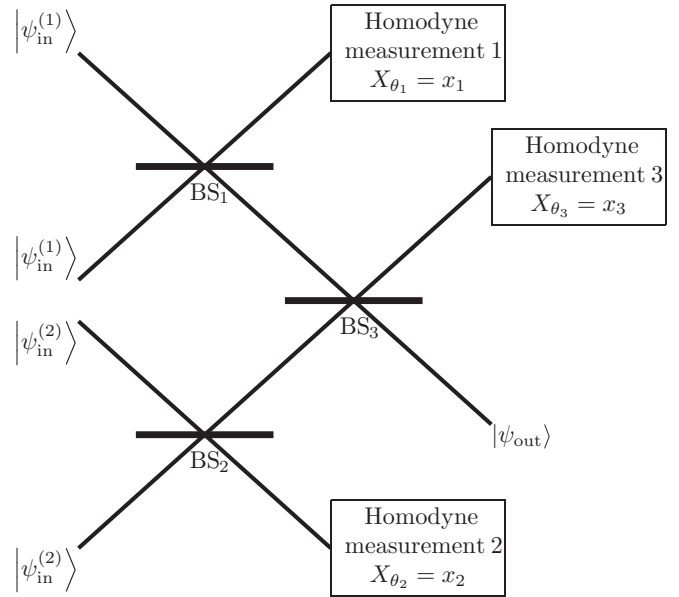 |ψ_in^(1)⟩
Homodyne
measurement 1
X_θ₁ = x₁
Homodyne
measurement 3
X_θ₃ = x₃
BS₁
|ψ_in^(1)⟩
|ψ_in^(2)⟩
BS₃
|ψ_out⟩
BS₂
Homodyne
measurement 2
X_θ₂ = x₂
|ψ_in^(2)⟩